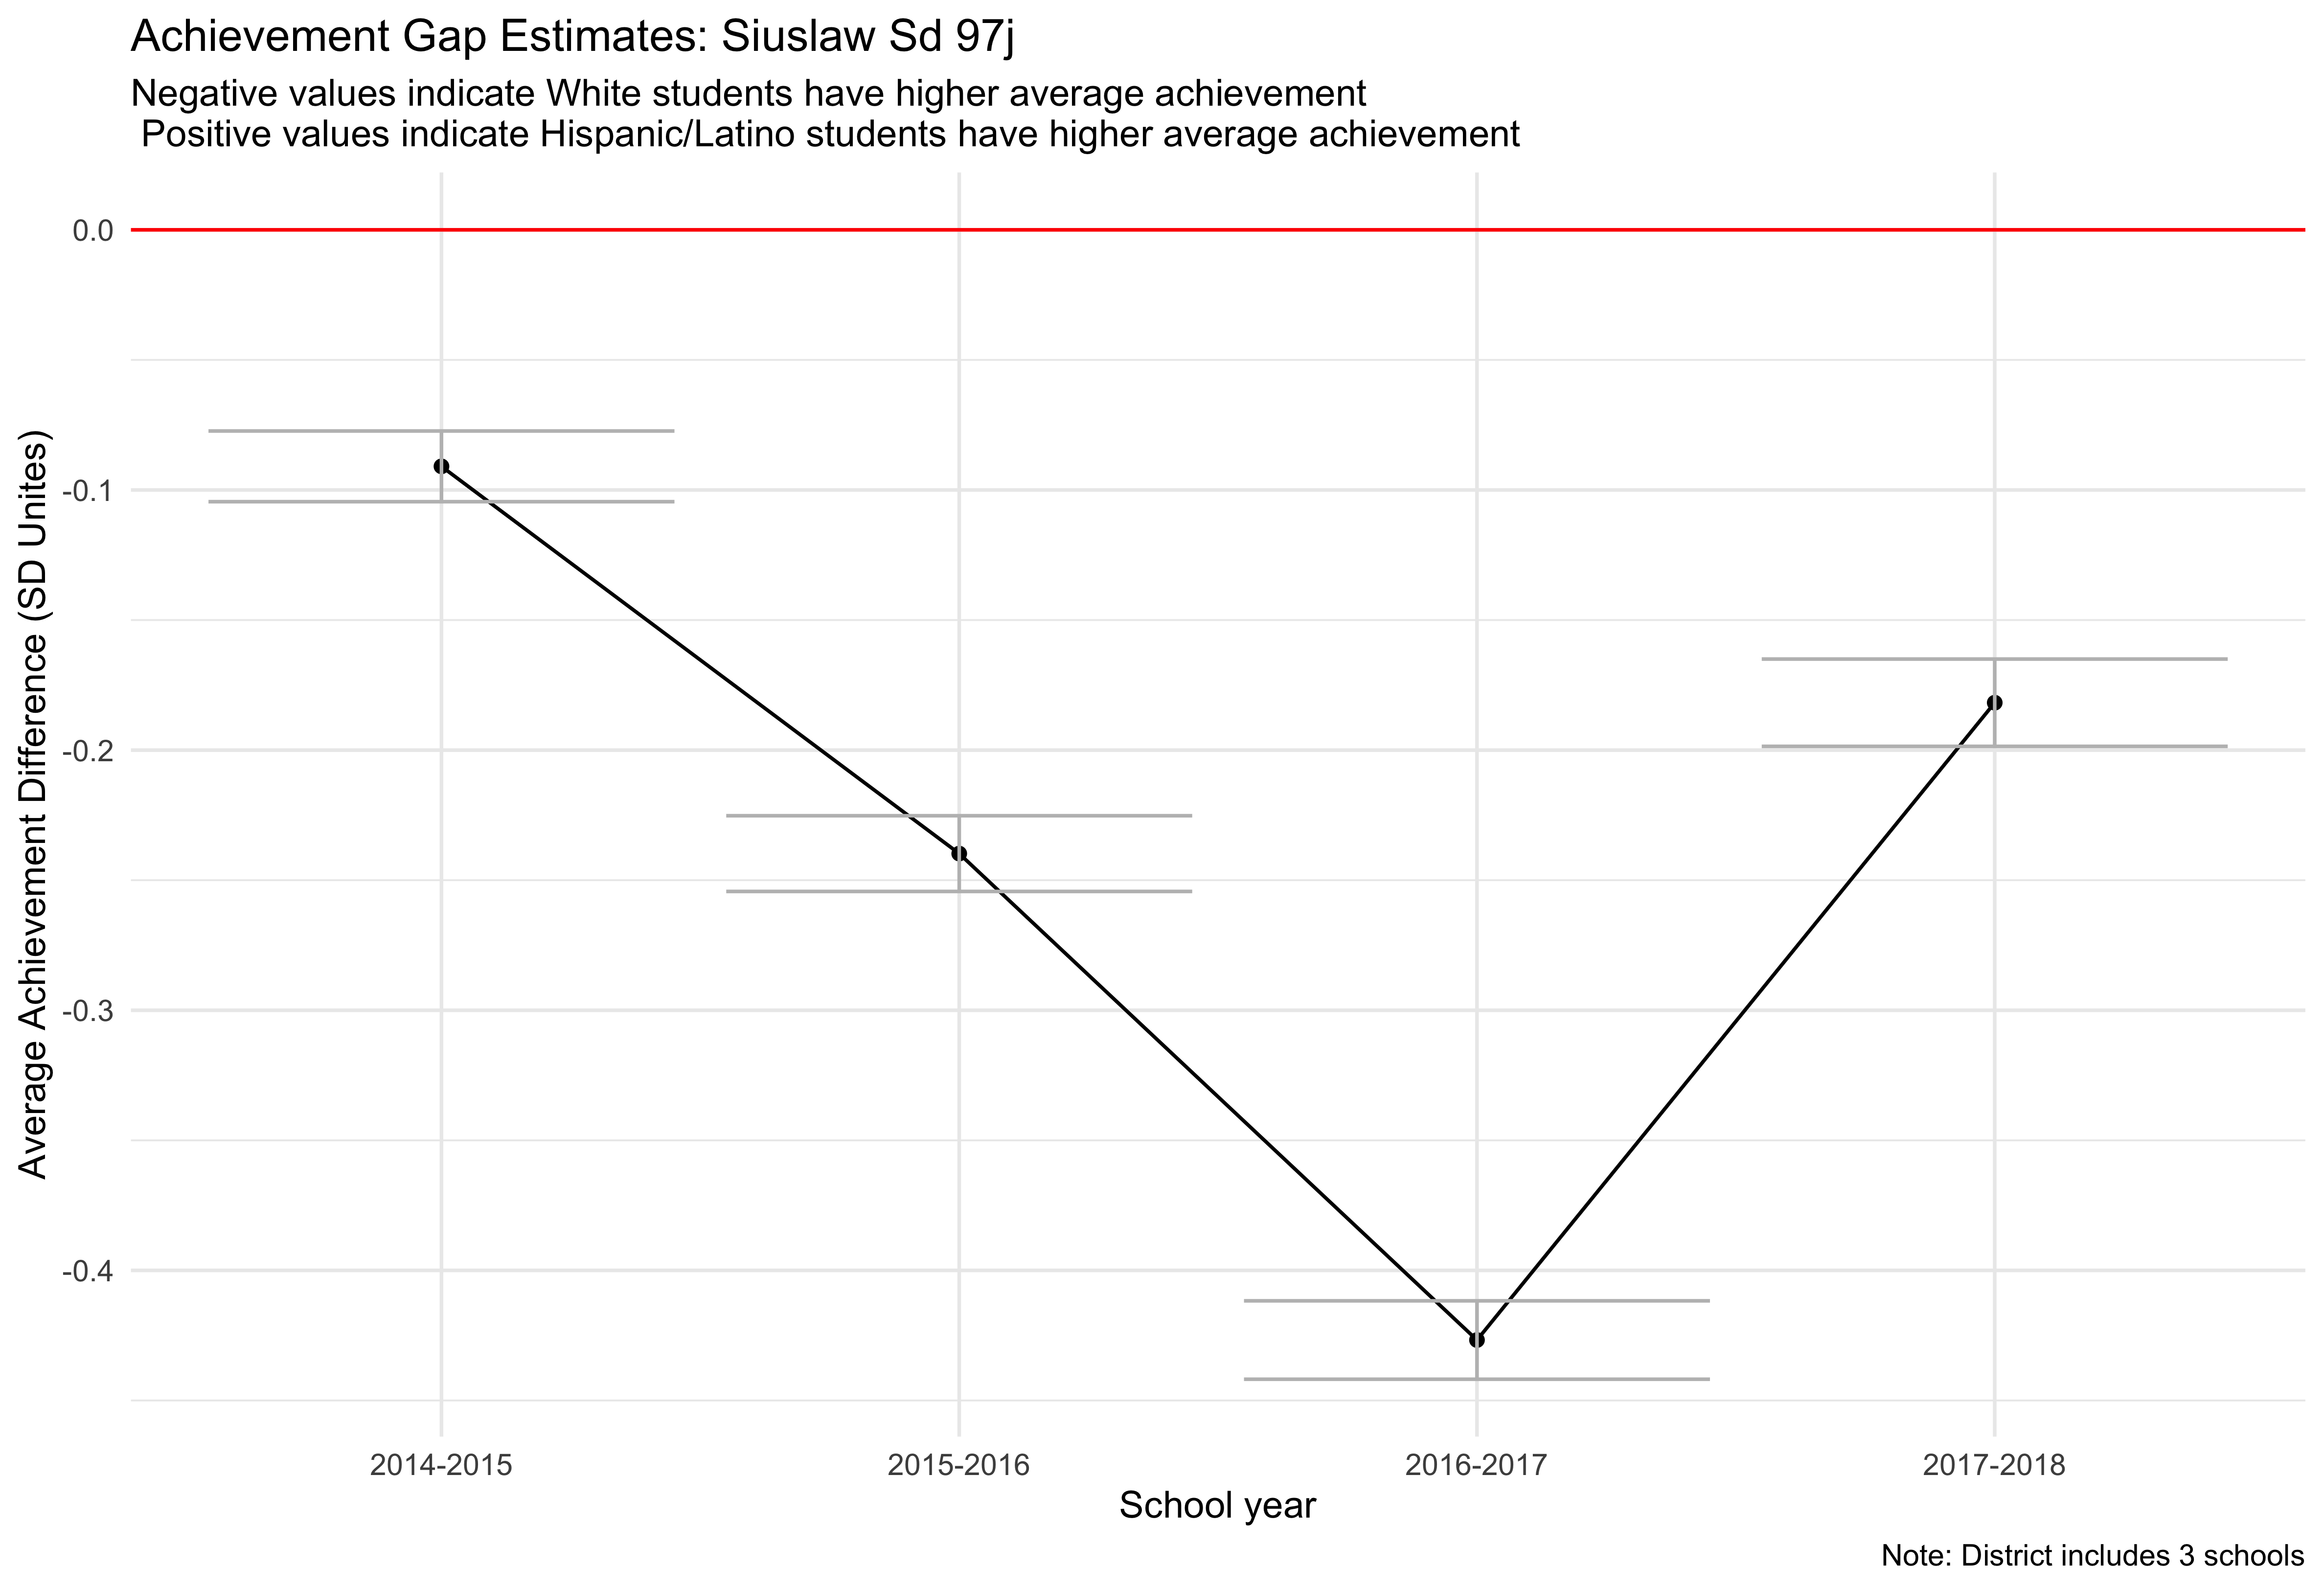 Achievement Gap Estimates: Siuslaw Sd 97j
Negative values indicate White students have higher average achievement
Positive values indicate Hispanic/Latino students have higher average achievement
Average Achievement Difference (SD Unites)
0.0
-0.1
-0.2
-0.3
-0.4
2014-2015
2015-2016
2016-2017
2017-2018
School year
Note: District includes 3 schools